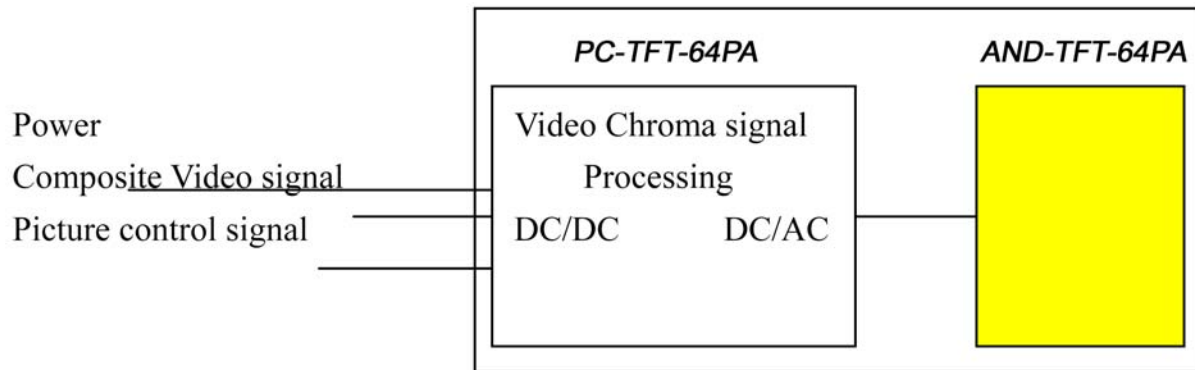 PC-TFT-64PA
AND-TFT-64PA
Power
Composite Video signal
Picture control signal
Video Chroma signal
Processing
DC/DC DC/AC